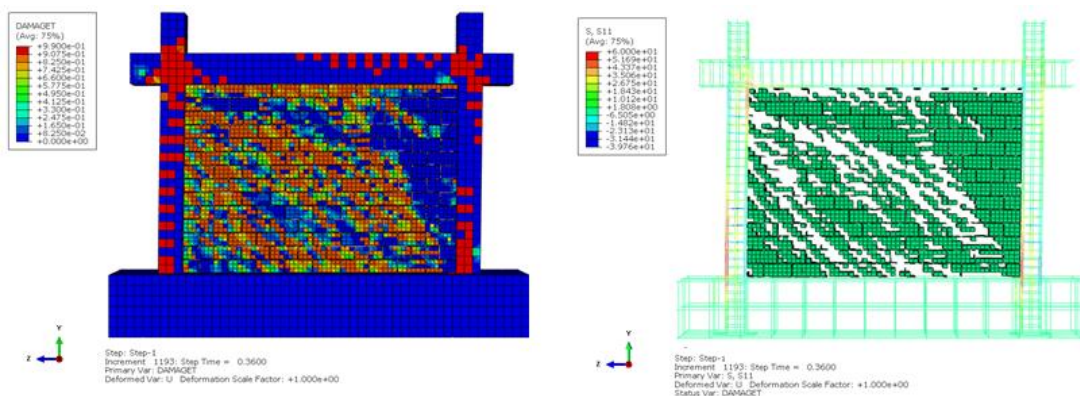 DAMAGET
(Avg: 75%)
+9.900e-01
+9.075e-01
+8.250e-01
+7.425e-01
+6.600e-01
+5.775e-01
+4.950e-01
+4.125e-01
+3.300e-01
+2.475e-01
+1.650e-01
+8.250e-02
+0.000e+00
Y
Z
Step: Step-1
Increment 1193: Step Time = 0.3600
Primary Var: DAMAGET
Deformed Var: U Deformation Scale Factor: +1.000e+00
S, S11
(Avg: 75%)
+6.000e+01
+5.169e+01
+4.337e+01
+3.506e+01
+2.675e+01
+1.843e+01
+1.012e+01
+1.808e+00
-6.505e+00
-1.482e+01
-2.313e+01
-3.144e+01
-3.976e+01
Y
Z
Step: Step-1
Increment 1193: Step Time = 0.3600
Primary Var: S, S11
Deformed Var: U Deformation Scale Factor: +1.000e+00
Status Var: DAMAGET